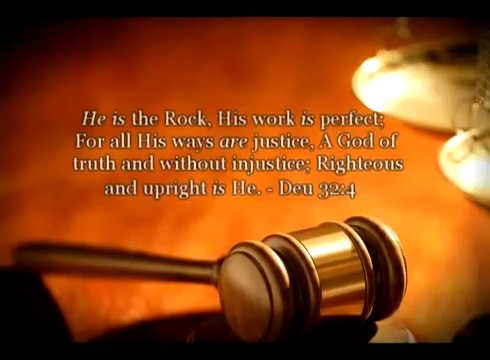 He is the Rock, His work is perfect;
For all His ways are justice, A God of
truth and without injustice; Righteous
and upright is He. - Deu 32:4